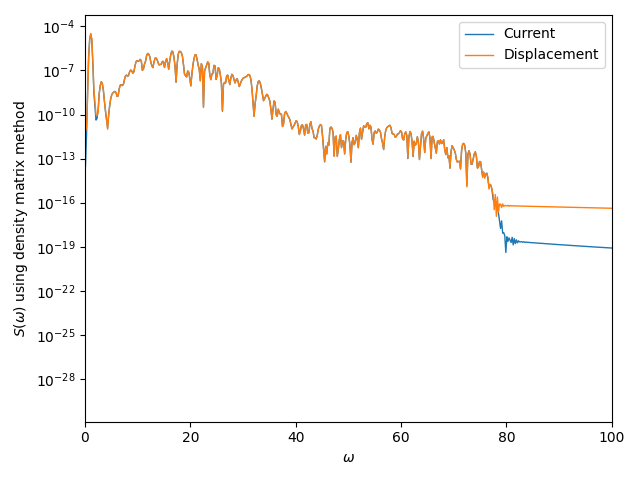 Current
Displacement
10⁻⁴
10⁻⁷
10⁻¹⁰
10⁻¹³
10⁻¹⁶
10⁻¹⁹
10⁻²²
10⁻²⁵
10⁻²⁸
S(ω) using density matrix method
0 20 40 60 80 100
ω